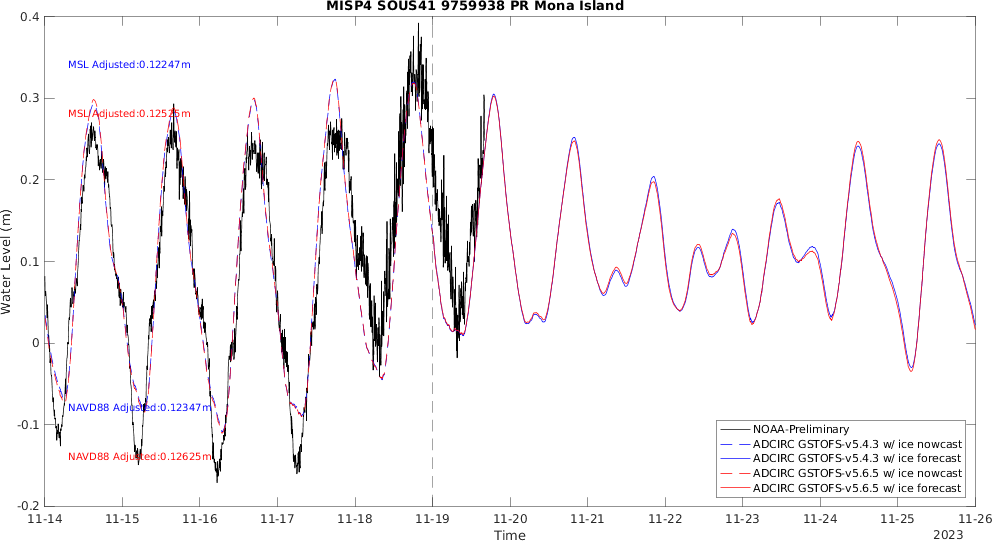 MISP4 SOUS41 9759938 PR Mona Island
0.4
0.3
0.2
0.1
0
-0.1
-0.2
Water Level (m)
MSL Adjusted:0.12247m
MSL Adjusted:0.12525m
NAVD88 Adjusted:0.12347m
NAVD88 Adjusted:0.12625m
NOAA-Preliminary
ADCIRC GSTOFS-v5.4.3 w/ ice nowcast
ADCIRC GSTOFS-v5.4.3 w/ ice forecast
ADCIRC GSTOFS-v5.6.5 w/ ice nowcast
ADCIRC GSTOFS-v5.6.5 w/ ice forecast
11-14 11-15 11-16 11-17 11-18 11-19 11-20 11-21 11-22 11-23 11-24 11-25 11-26
Time
2023